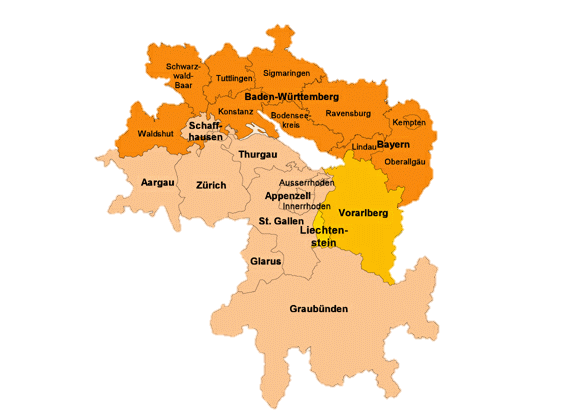 Schwarz-
wald-
Baar
Tuttlingen
Sigmaringen
Baden-Württemberg
Konstanz
Bodensee-
kreis
Ravensburg
Kempten
Waldshut
Schaff-
hausen
Lindau
Bayern
Oberallgäu
Thurgau
Aargau
Zürich
Ausserrhoden
Appenzell
Innerrhoden
Vorarlberg
St. Gallen
Liechten-
stein
Glarus
Graubünden